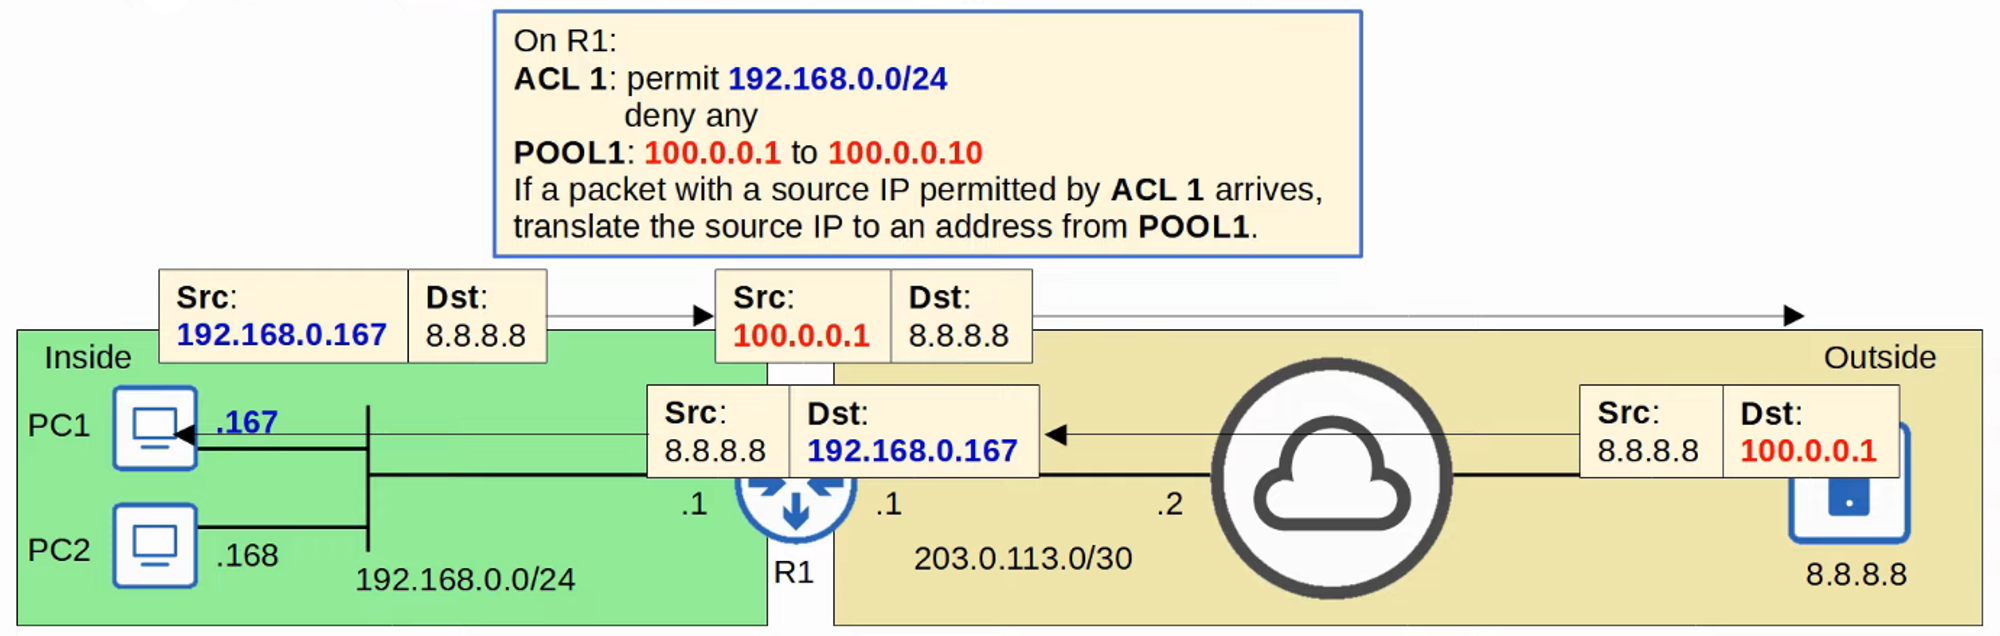 On R1:
ACL 1: permit 192.168.0.0/24
deny any
POOL1: 100.0.0.1 to 100.0.0.10
If a packet with a source IP permitted by ACL 1 arrives,
translate the source IP to an address from POOL1.
Src: Dst:
192.168.0.167 8.8.8.8
Src: Dst:
100.0.0.1 8.8.8.8
Inside
Outside
PC1
.167
Src: Dst:
8.8.8.8 192.168.0.167
Src: Dst:
8.8.8.8 100.0.0.1
.1
.1
.2
PC2
.168
192.168.0.0/24
R1
203.0.113.0/30
8.8.8.8